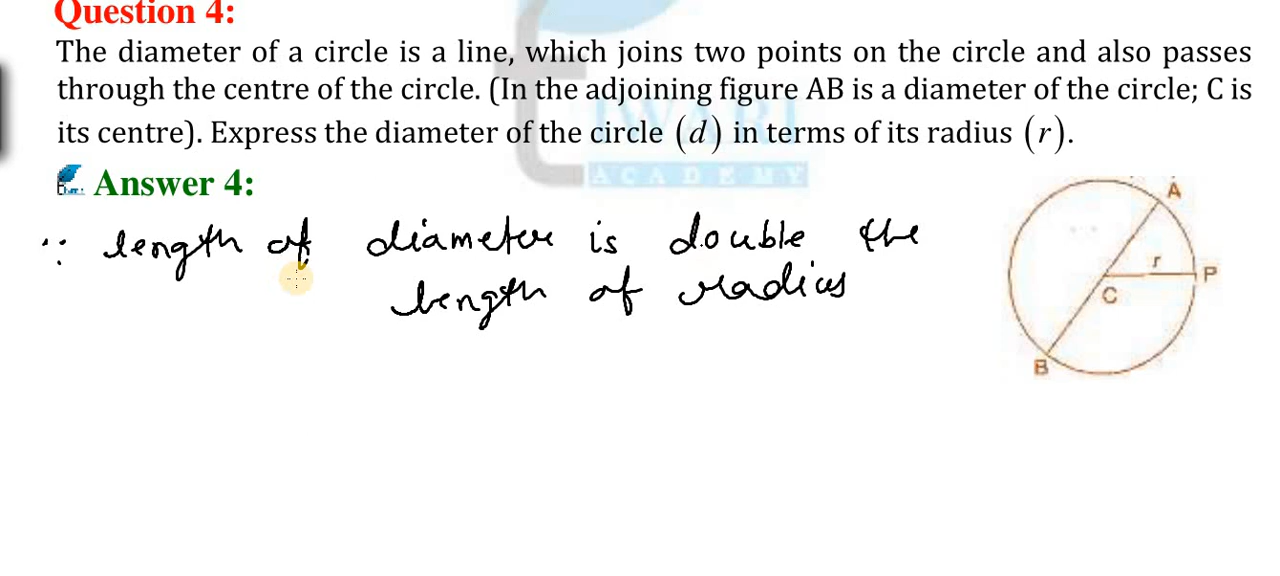 Question 4:
The diameter of a circle is a line, which joins two points on the circle and also passes
through the centre of the circle. (In the adjoining figure AB is a diameter of the circle; C is
its centre). Express the diameter of the circle (d) in terms of its radius (r).
Answer 4:
∵ length of diameter is double the
length of radius
A
r
P
C
B
ACADEMY